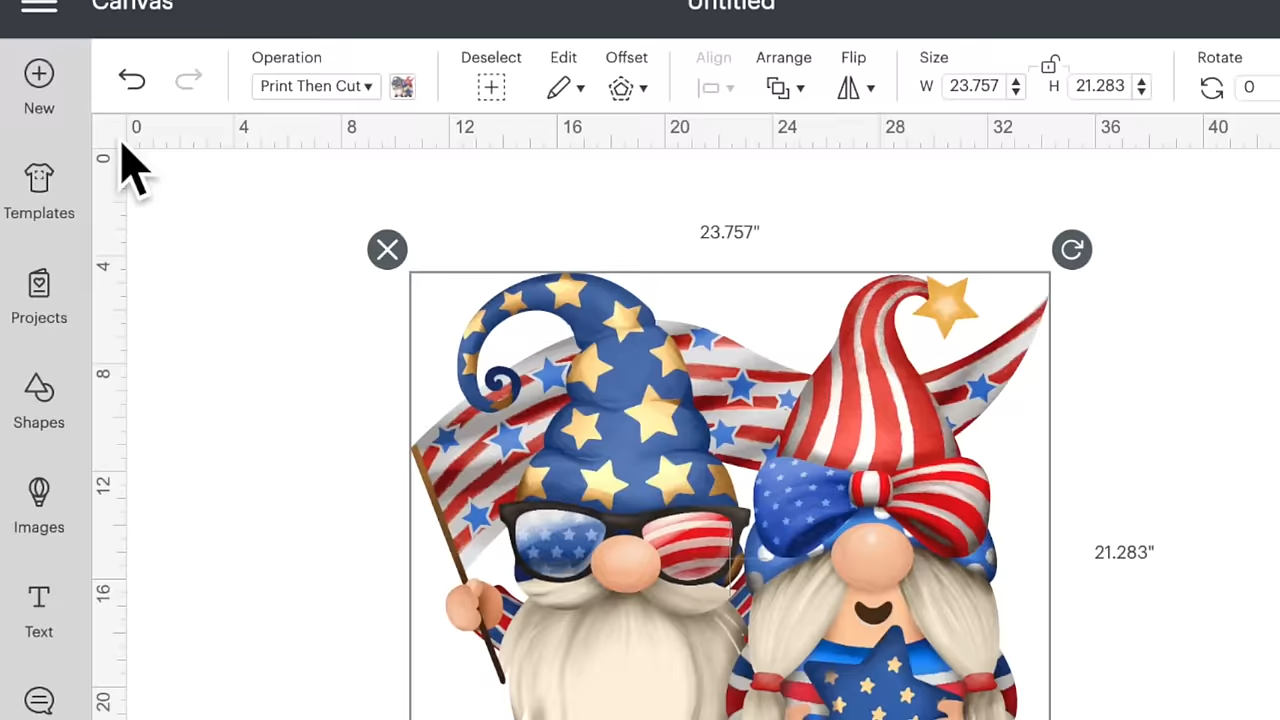 Canvas
Untitled
New
Templates
Projects
Shapes
Images
Text
Operation
Print Then Cut
Deselect
Edit
Offset
Align
Arrange
Flip
Size
W 23.757
H 21.283
Rotate
0
0 4 8 12 16 20 24 28 32 36 40
0
4
8
12
16
20
23.757"
21.283"